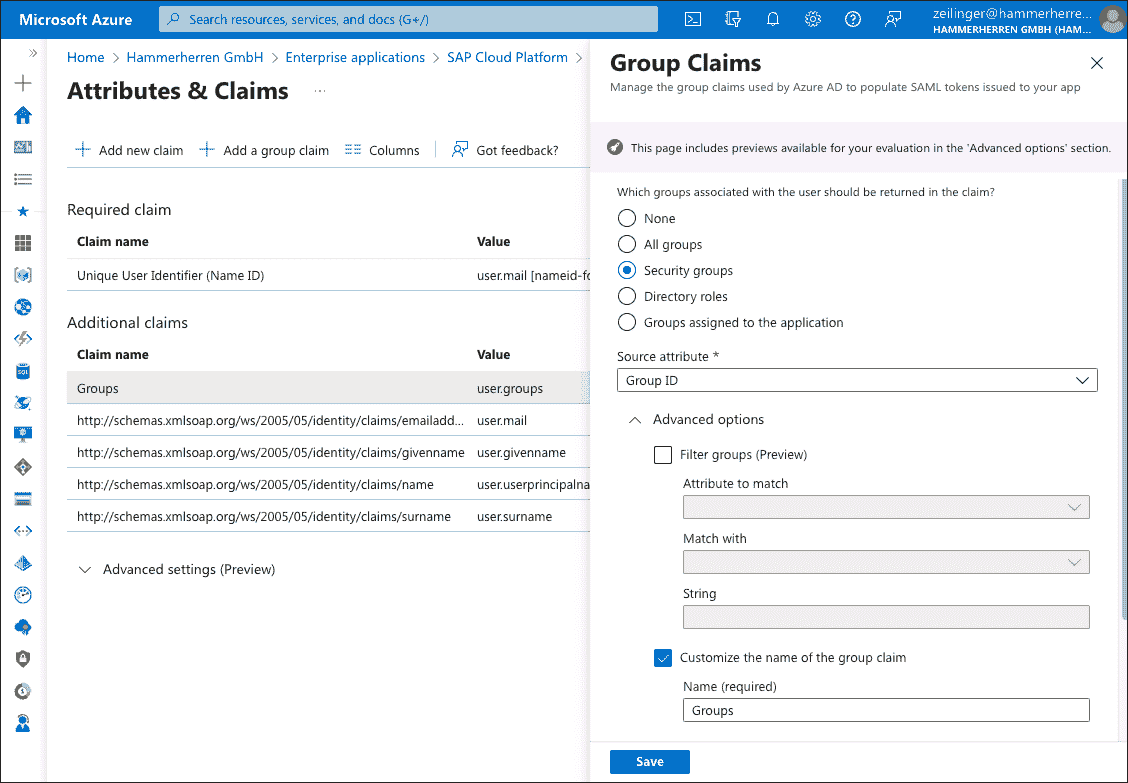 Microsoft Azure
Search resources, services, and docs (G+/)
zeilinger@hammerherre...
HAMMERHERREN GMBH (HAM...
Home > Hammerherren GmbH > Enterprise applications > SAP Cloud Platform >
Attributes & Claims ...
Add new claim Add a group claim Columns Got feedback?
Required claim
Claim name Value
Unique User Identifier (Name ID) user.mail [nameid-fo
Additional claims
Claim name Value
Groups user.groups
http://schemas.xmlsoap.org/ws/2005/05/identity/claims/emailadd... user.mail
http://schemas.xmlsoap.org/ws/2005/05/identity/claims/givenname user.givenname
http://schemas.xmlsoap.org/ws/2005/05/identity/claims/name user.userprincipalna
http://schemas.xmlsoap.org/ws/2005/05/identity/claims/surname user.surname
Advanced settings (Preview)
Group Claims
Manage the group claims used by Azure AD to populate SAML tokens issued to your app
This page includes previews available for your evaluation in the 'Advanced options' section.
Which groups associated with the user should be returned in the claim?
None
All groups
Security groups
Directory roles
Groups assigned to the application
Source attribute *
Group ID
Advanced options
Filter groups (Preview)
Attribute to match
Match with
String
Customize the name of the group claim
Name (required)
Groups
Save